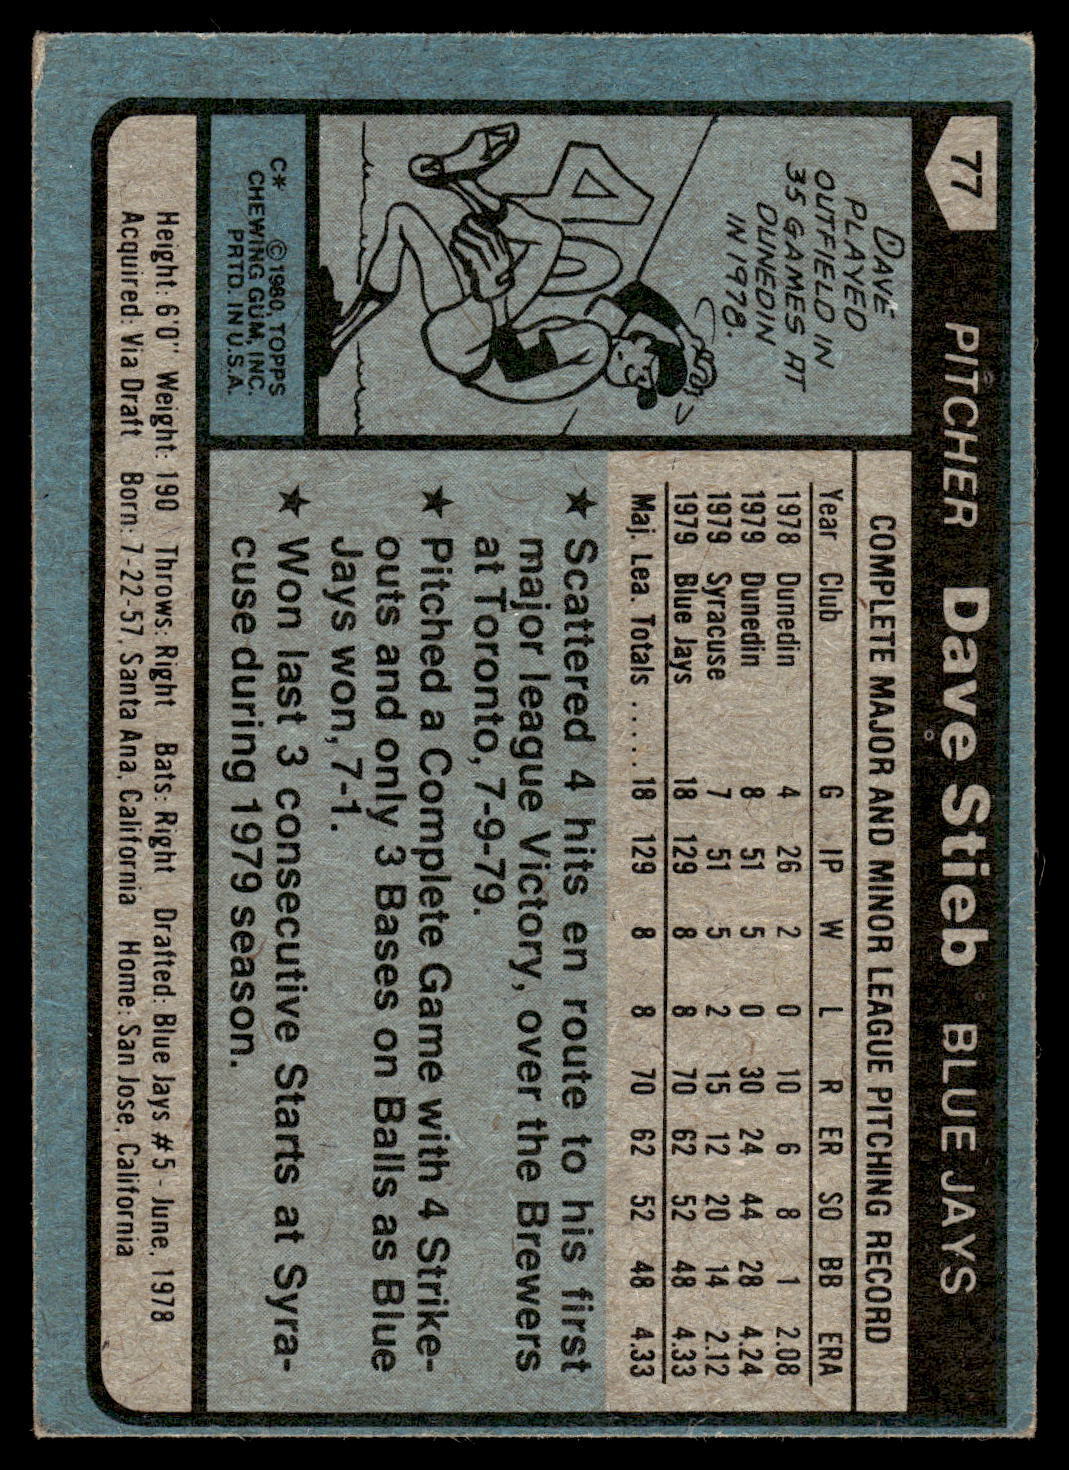 77 PITCHER Dave Stieb BLUE JAYS
DAVE
PLAYED
OUTFIELD IN
35 GAMES AT
DUNEDIN
IN 1978.
40
C* ©1980, TOPPS
CHEWING GUM, INC.
PRTD. IN U.S.A.
COMPLETE MAJOR AND MINOR LEAGUE PITCHING RECORD
Year Club G IP W L R ER SO BB ERA
1978 Dunedin 4 26 2 0 10 6 8 1 2.08
1979 Dunedin 8 51 5 0 30 24 44 28 4.24
1979 Syracuse 7 51 5 2 15 12 20 14 2.12
1979 Blue Jays 18 129 8 8 70 62 52 48 4.33
Maj. Lea. Totals ..... 18 129 8 8 70 62 52 48 4.33
★ Scattered 4 hits en route to his first
major league Victory, over the Brewers
at Toronto, 7-9-79.
★ Pitched a Complete Game with 4 Strike-
outs and only 3 Bases on Balls as Blue
Jays won, 7-1.
★ Won last 3 consecutive Starts at Syra-
cuse during 1979 season.
Height: 6'0" Weight: 190 Throws: Right Bats: Right Drafted: Blue Jays #5 - June, 1978
Acquired: Via Draft Born: 7-22-57, Santa Ana, California Home: San Jose, California